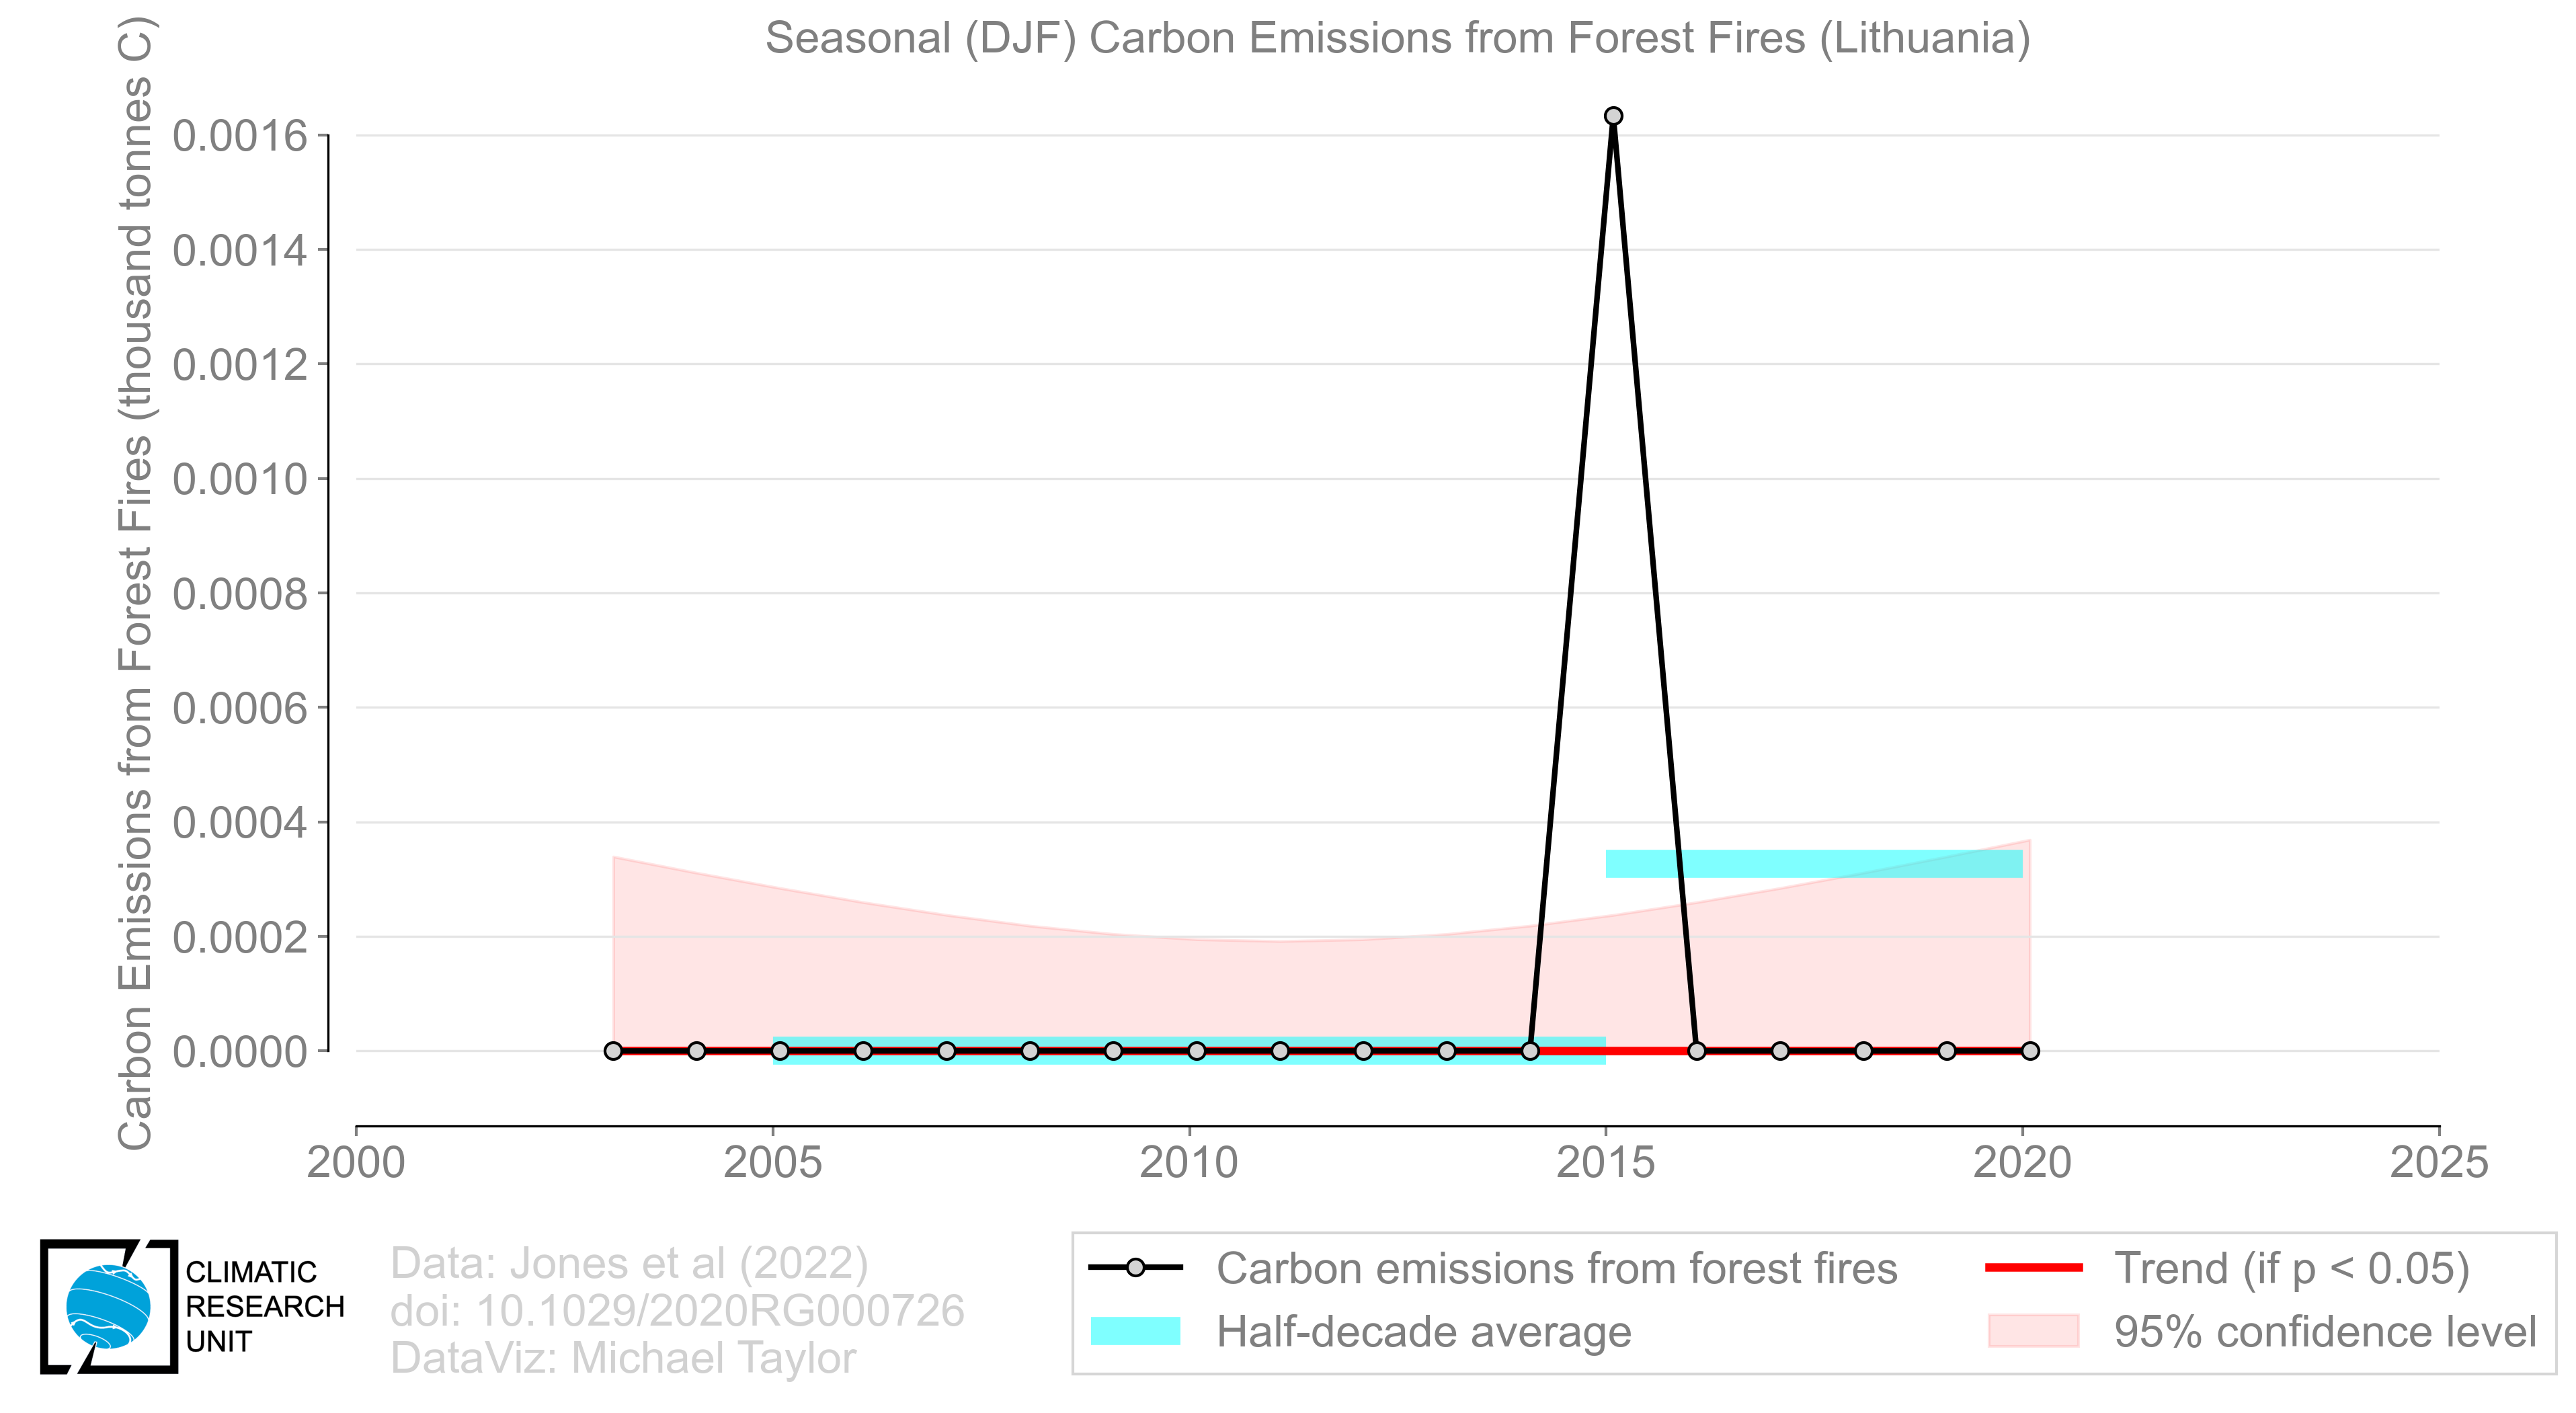 Seasonal (DJF) Carbon Emissions from Forest Fires (Lithuania)
Carbon Emissions from Forest Fires (thousand tonnes C)
0.0016
0.0014
0.0012
0.0010
0.0008
0.0006
0.0004
0.0002
0.0000
2000
2005
2010
2015
2020
2025
CLIMATIC
RESEARCH
UNIT
Data: Jones et al (2022)
doi: 10.1029/2020RG000726
DataViz: Michael Taylor
Carbon emissions from forest fires
Half-decade average
Trend (if p < 0.05)
95% confidence level